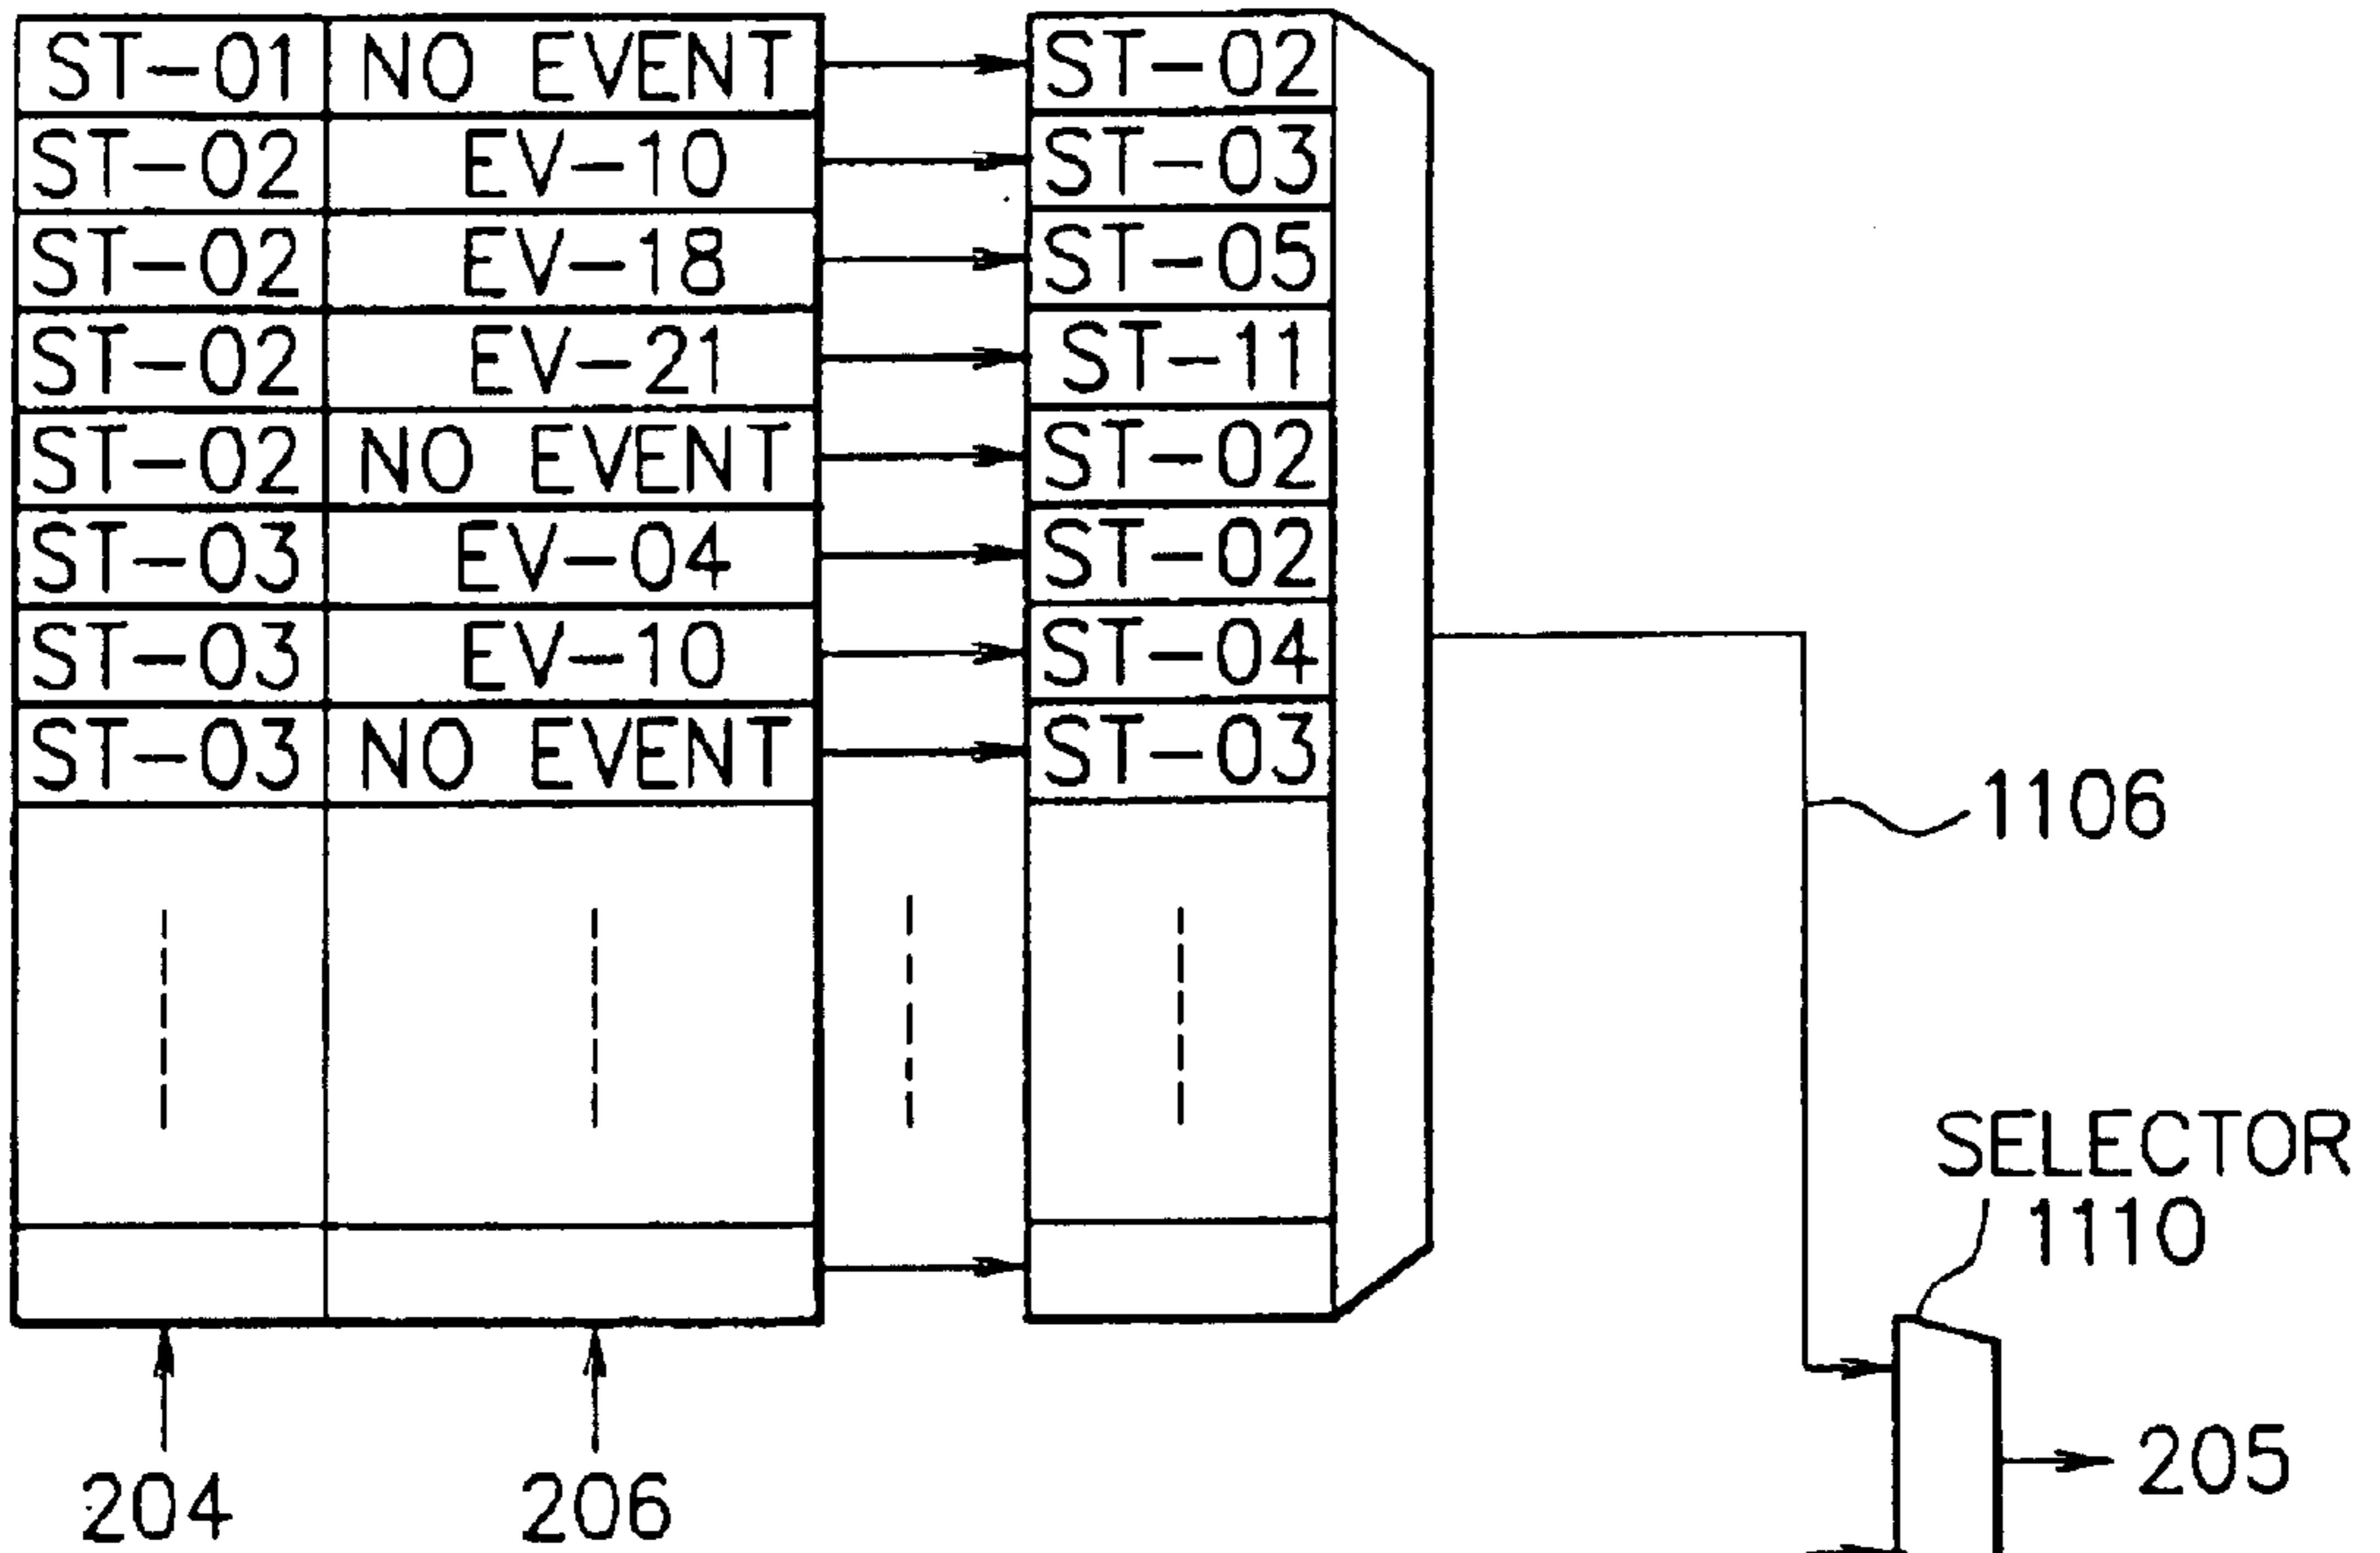 ST-01 NO EVENT ST-02
ST-02 EV-10 ST-03
ST-02 EV-18 ST-05
ST-02 EV-21 ST-11
ST-02 NO EVENT ST-02
ST-03 EV-04 ST-02
ST-03 EV-10 ST-04
ST-03 NO EVENT ST-03
1106
SELECTOR
1110
205
204 206